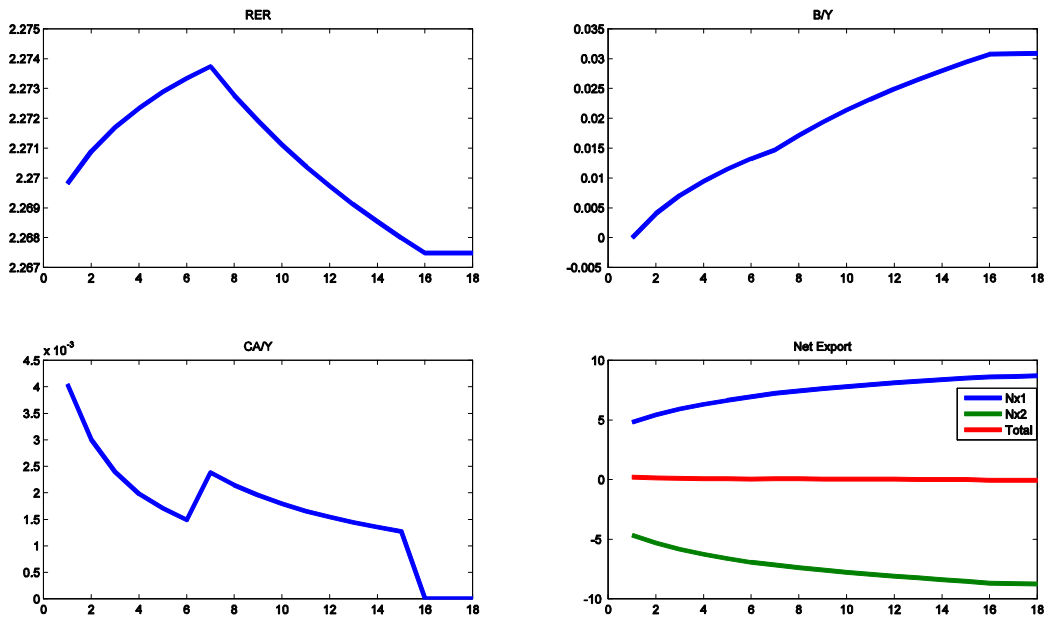 RER
2.275
2.274
2.273
2.272
2.271
2.27
2.269
2.268
2.267
0 2 4 6 8 10 12 14 16 18
B/Y
0.035
0.03
0.025
0.02
0.015
0.01
0.005
0
-0.005
0 2 4 6 8 10 12 14 16 18
CA/Y
x 10^-3
4.5
4
3.5
3
2.5
2
1.5
1
0.5
0
0 2 4 6 8 10 12 14 16 18
Net Export
10
5
0
-5
-10
0 2 4 6 8 10 12 14 16 18
Nx1
Nx2
Total